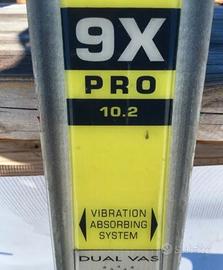 9X
PRO
10.2
VIBRATION
ABSORBING
SYSTEM
DUAL VAS